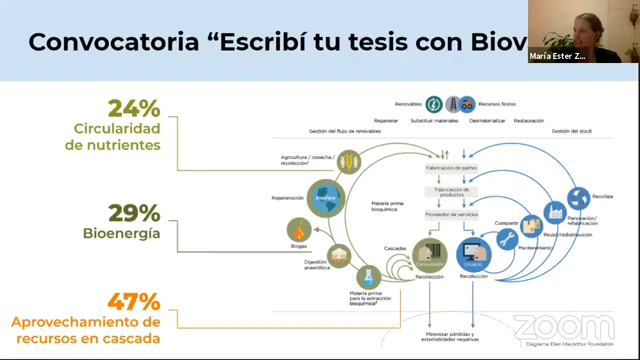 Convocatoria “Escribí tu tesis con
María Ester Z...
24%
Circularidad
de nutrientes
29%
Bioenergía
47%
Aprovechamiento de
recursos en cascada
Renovables
Recursos finitos
Regenerar
Substituir materiales
Desmaterializar
Restauración
Gestión del flujo de renovables
Gestión del stock
Agricultura / cosecha /
recolección¹
Regeneración
Biosfera
Biogas
Digestión
anaeróbica
Materia prima
para la extracción
bioquímica²
Materia prima
bioquímica
Cascadas
Fabricación de partes
Fabricación de
productos
Proveedor de servicios
Consumidor
Usuario
Recolección
Recolección
Compartir
Mantenimiento
Reuso/redistribución
Renovacion/
refabricación
Reciclaje
Minimizar pérdidas y
externalidades negativas
zoom
Diagrama: Ellen MacArthur Foundation